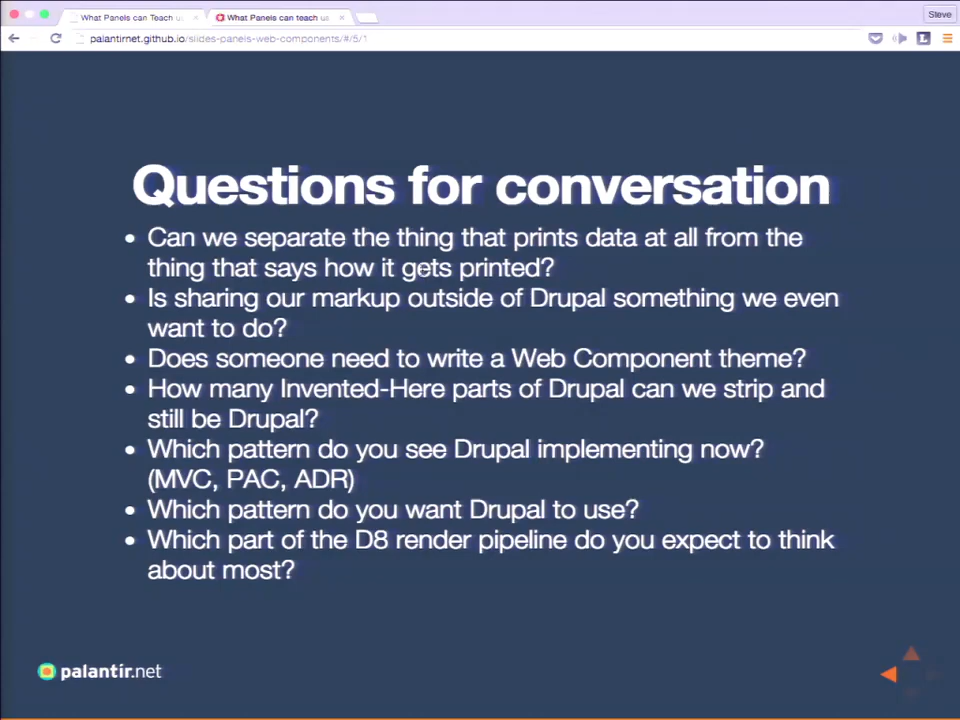 What Panels can Teach us
What Panels can teach us
Steve
palantirnet.github.io/slides-panels-web-components/#/5/1
Questions for conversation
• Can we separate the thing that prints data at all from the
thing that says how it gets printed?
• Is sharing our markup outside of Drupal something we even
want to do?
• Does someone need to write a Web Component theme?
• How many Invented-Here parts of Drupal can we strip and
still be Drupal?
• Which pattern do you see Drupal implementing now?
(MVC, PAC, ADR)
• Which pattern do you want Drupal to use?
• Which part of the D8 render pipeline do you expect to think
about most?
palantír.net